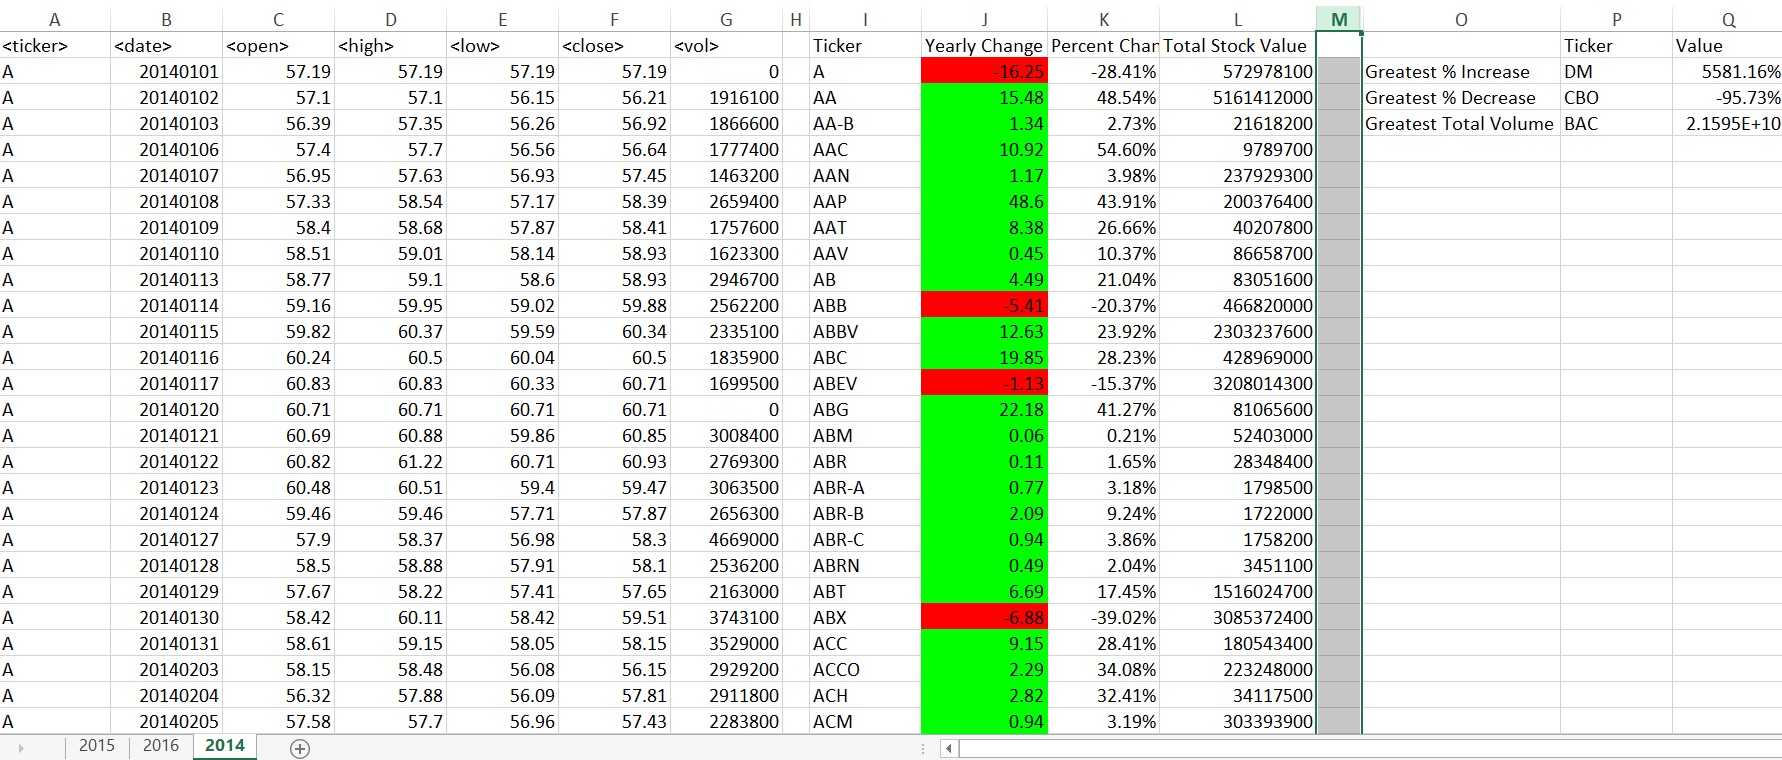 A B C D E F G H I J K L M O P Q
<ticker> <date> <open> <high> <low> <close> <vol> Ticker Yearly Change Percent Chan Total Stock Value Ticker Value
A 20140101 57.19 57.19 57.19 57.19 0 A -16.25 -28.41% 572978100 Greatest % Increase DM 5581.16%
A 20140102 57.1 57.1 56.15 56.21 1916100 AA 15.48 48.54% 5161412000 Greatest % Decrease CBO -95.73%
A 20140103 56.39 57.35 56.26 56.92 1866600 AA-B 1.34 2.73% 21618200 Greatest Total Volume BAC 2.1595E+10
A 20140106 57.4 57.7 56.56 56.64 1777400 AAC 10.92 54.60% 9789700
A 20140107 56.95 57.63 56.93 57.45 1463200 AAN 1.17 3.98% 237929300
A 20140108 57.33 58.54 57.17 58.39 2659400 AAP 48.6 43.91% 200376400
A 20140109 58.4 58.68 57.87 58.41 1757600 AAT 8.38 26.66% 40207800
A 20140110 58.51 59.01 58.14 58.93 1623300 AAV 0.45 10.37% 86658700
A 20140113 58.77 59.1 58.6 58.93 2946700 AB 4.49 21.04% 83051600
A 20140114 59.16 59.95 59.02 59.88 2562200 ABB -5.41 -20.37% 466820000
A 20140115 59.82 60.37 59.59 60.34 2335100 ABBV 12.63 23.92% 2303237600
A 20140116 60.24 60.5 60.04 60.5 1835900 ABC 19.85 28.23% 428969000
A 20140117 60.83 60.83 60.33 60.71 1699500 ABEV -1.13 -15.37% 3208014300
A 20140120 60.71 60.71 60.71 60.71 0 ABG 22.18 41.27% 81065600
A 20140121 60.69 60.88 59.86 60.85 3008400 ABM 0.06 0.21% 52403000
A 20140122 60.82 61.22 60.71 60.93 2769300 ABR 0.11 1.65% 28348400
A 20140123 60.48 60.51 59.4 59.47 3063500 ABR-A 0.77 3.18% 1798500
A 20140124 59.46 59.46 57.71 57.87 2656300 ABR-B 2.09 9.24% 1722000
A 20140127 57.9 58.37 56.98 58.3 4669000 ABR-C 0.94 3.86% 1758200
A 20140128 58.5 58.88 57.91 58.1 2536200 ABRN 0.49 2.04% 3451100
A 20140129 57.67 58.22 57.41 57.65 2163000 ABT 6.69 17.45% 1516024700
A 20140130 58.42 60.11 58.42 59.51 3743100 ABX -6.88 -39.02% 3085372400
A 20140131 58.61 59.15 58.05 58.15 3529000 ACC 9.15 28.41% 180543400
A 20140203 58.15 58.48 56.08 56.15 2929200 ACCO 2.29 34.08% 223248000
A 20140204 56.32 57.88 56.09 57.81 2911800 ACH 2.82 32.41% 34117500
A 20140205 57.58 57.7 56.96 57.43 2283800 ACM 0.94 3.19% 303393900
2015 2016 2014